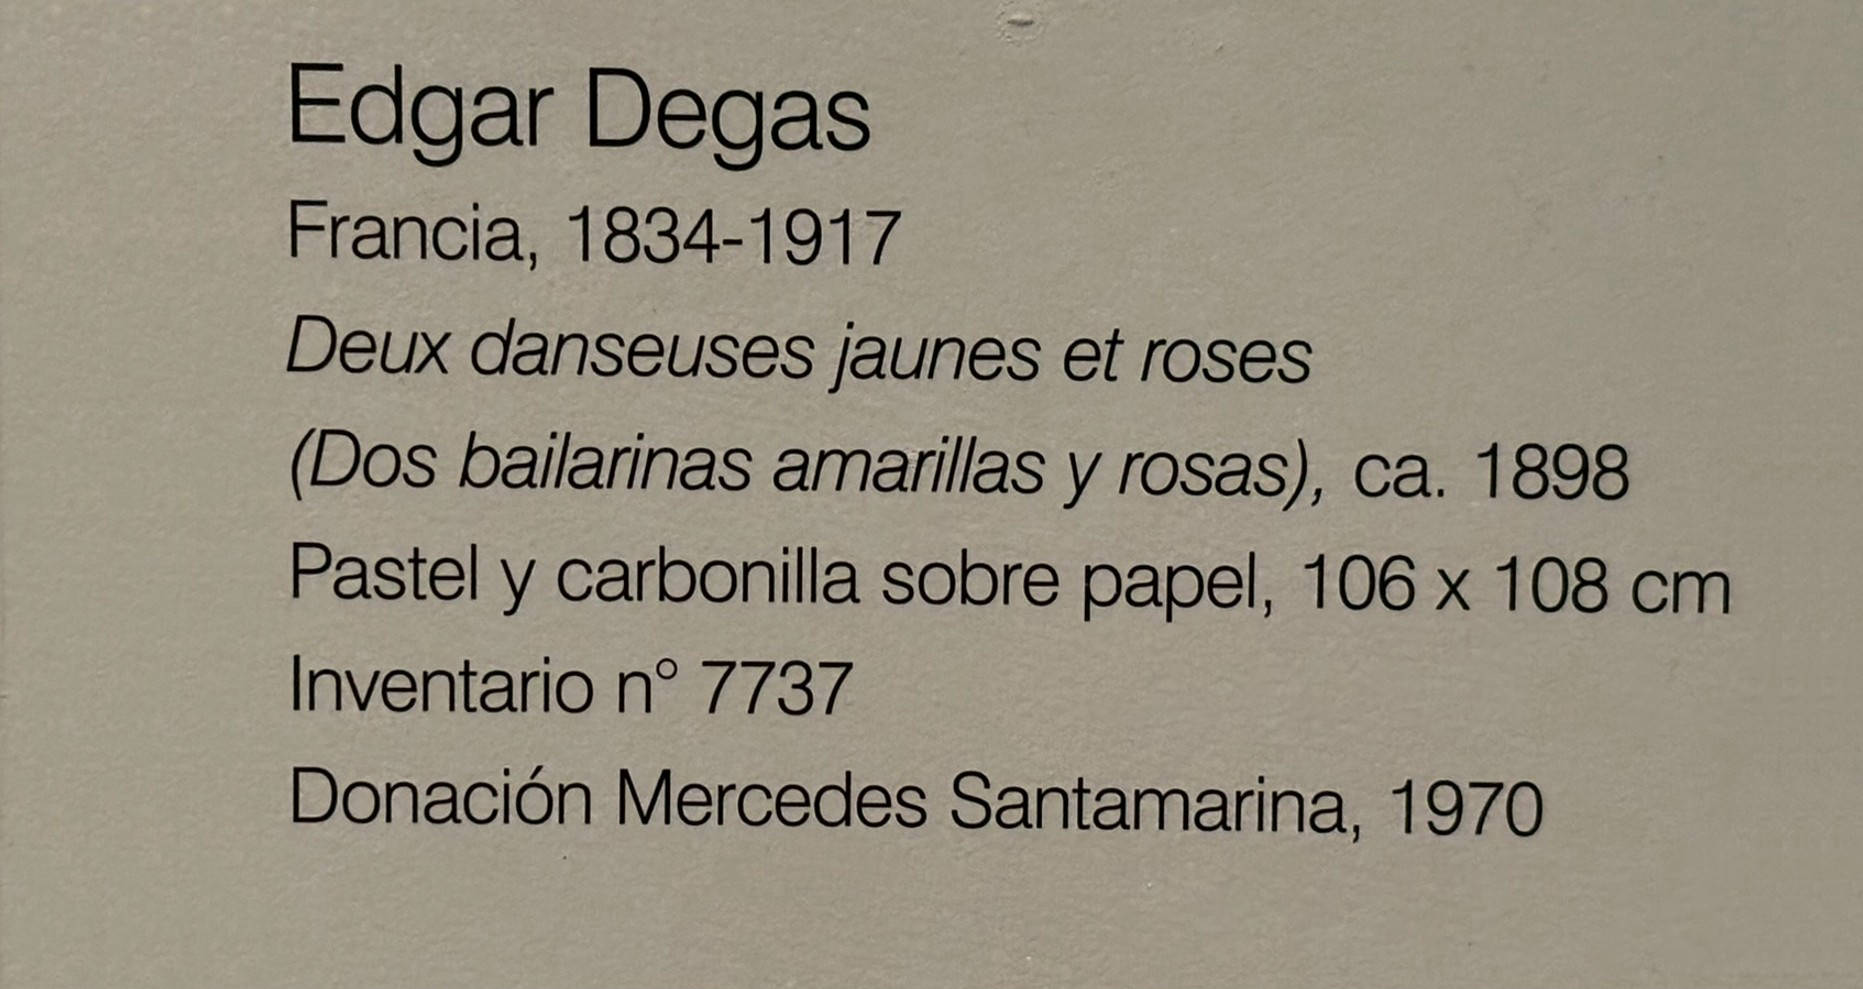 Edgar Degas
Francia, 1834-1917
Deux danseuses jaunes et roses
(Dos bailarinas amarillas y rosas), ca. 1898
Pastel y carbonilla sobre papel, 106 x 108 cm
Inventario n° 7737
Donación Mercedes Santamarina, 1970